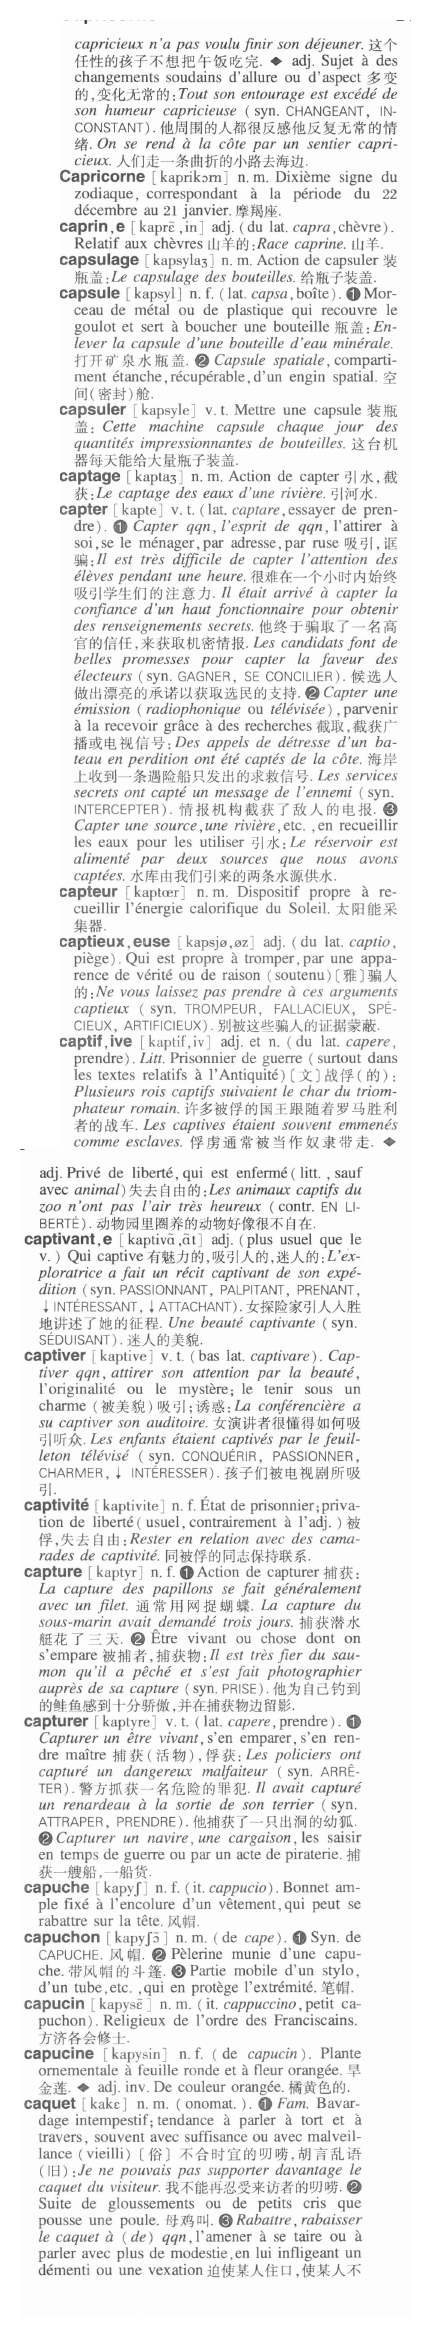 capricieux n'a pas voulu finir son déjeuner. 这个
任性的孩子不想把午饭吃完. ◆ adj. Sujet à des
changements soudains d'allure ou d'aspect 多变
的,变化无常的:Tout son entourage est excédé de
son humeur capricieuse ( syn. CHANGEANT, IN-
CONSTANT). 他周围的人都很反感他反复无常的情
绪. On se rend à la côte par un sentier capri-
cieux. 人们走一条曲折的小路去海边.
Capricorne [kaprikɔrn] n. m. Dixième signe du
zodiaque, correspondant à la période du 22
décembre au 21 janvier. 摩羯座.
caprin,e [kaprɛ̃,in] adj. (du lat. capra,chèvre).
Relatif aux chèvres 山羊的:Race caprine. 山羊.
capsulage [kapsylaʒ] n. m. Action de capsuler 装
瓶盖:Le capsulage des bouteilles. 给瓶子装盖.
capsule [kapsyl] n. f. (lat. capsa,boîte). ❶ Mor-
ceau de métal ou de plastique qui recouvre le
goulot et sert à boucher une bouteille 瓶盖:En-
lever la capsule d'une bouteille d'eau minérale.
打开矿泉水瓶盖. ❷ Capsule spatiale, comparti-
ment étanche,récupérable,d'un engin spatial. 空
间(密封)舱.
capsuler [kapsyle] v. t. Mettre une capsule 装瓶
盖: Cette machine capsule chaque jour des
quantités impressionnantes de bouteilles. 这台机
器每天能给大量瓶子装盖.
captage [kaptaʒ] n. m. Action de capter 引水,截
获:Le captage des eaux d'une rivière. 引河水.
capter [kapte] v. t. (lat. captare,essayer de pren-
dre). ❶ Capter qqn, l'esprit de qqn, l'attirer à
soi,se le ménager,par adresse,par ruse 吸引,诓
骗:Il est très difficile de capter l'attention des
élèves pendant une heure. 很难在一个小时内始终
吸引学生们的注意力. Il était arrivé à capter la
confiance d'un haut fonctionnaire pour obtenir
des renseignements secrets. 他终于骗取了一名高
官的信任,来获取机密情报. Les candidats font de
belles promesses pour capter la faveur des
électeurs (syn. GAGNER, SE CONCILIER). 候选人
做出漂亮的承诺以获取选民的支持. ❷ Capter une
émission ( radiophonique ou télévisée), parvenir
à la recevoir grâce à des recherches 截取,截获广
播或电视信号:Des appels de détresse d'un ba-
teau en perdition ont été captés de la côte. 海岸
上收到一条遇险船只发出的求救信号. Les services
secrets ont capté un message de l'ennemi (syn.
INTERCEPTER). 情报机构截获了敌人的电报. ❸
Capter une source,une rivière,etc. ,en recueillir
les eaux pour les utiliser 引水:Le réservoir est
alimenté par deux sources que nous avons
captées. 水库由我们引来的两条水源供水.
capteur [kaptœr] n. m. Dispositif propre à re-
cueillir l'énergie calorifique du Soleil. 太阳能采
集器.
captieux,euse [kapsjø,øz] adj. (du lat. captio,
piège). Qui est propre à tromper,par une appa-
rence de vérité ou de raison (soutenu)〔雅〕骗人
的:Ne vous laissez pas prendre à ces arguments
captieux ( syn. TROMPEUR, FALLACIEUX, SPÉ-
CIEUX, ARTIFICIEUX). 别被这些骗人的证据蒙蔽.
captif,ive [kaptif,iv] adj. et n. (du lat. capere,
prendre). Litt. Prisonnier de guerre (surtout dans
les textes relatifs à l'Antiquité)〔文〕战俘(的):
Plusieurs rois captifs suivaient le char du triom-
phateur romain. 许多被俘的国王跟随着罗马胜利
者的战车. Les captives étaient souvent emmenés
comme esclaves. 俘虏通常被当作奴隶带走. ◆
adj. Privé de liberté,qui est enfermé(litt. , sauf
avec animal)失去自由的:Les animaux captifs du
zoo n'ont pas l'air très heureux (contr. EN LI-
BERTÉ). 动物园里圈养的动物好像很不自在.
captivant,e [kaptivɑ̃,ɑ̃t] adj. (plus usuel que le
v. ) Qui captive 有魅力的,吸引人的,迷人的:L'ex-
ploratrice a fait un récit captivant de son expé-
dition (syn. PASSIONNANT, PALPITANT, PRENANT,
↓INTÉRESSANT,↓ATTACHANT). 女探险家引人入胜
地讲述了她的征程. Une beauté captivante (syn.
SÉDUISANT). 迷人的美貌.
captiver [kaptive] v. t. (bas lat. captivare). Cap-
tiver qqn, attirer son attention par la beauté,
l'originalité ou le mystère; le tenir sous un
charme (被美貌)吸引;诱惑:La conférencière a
su captiver son auditoire. 女演讲者很懂得如何吸
引听众. Les enfants étaient captivés par le feuil-
leton télévisé ( syn. CONQUÉRIR, PASSIONNER,
CHARMER,↓ INTÉRESSER). 孩子们被电视剧所吸
引.
captivité [kaptivite] n. f. État de prisonnier;priva-
tion de liberté(usuel,contrairement à l'adj. )被
俘,失去自由:Rester en relation avec des cama-
rades de captivité. 同被俘的同志保持联系.
capture [kaptyr] n. f. ❶ Action de capturer 捕获:
La capture des papillons se fait généralement
avec un filet. 通常用网捉蝴蝶. La capture du
sous-marin avait demandé trois jours. 捕获潜水
艇花了三天. ❷ Être vivant ou chose dont on
s'empare 被捕者,捕获物:Il est très fier du sau-
mon qu'il a pêché et s'est fait photographier
auprès de sa capture (syn. PRISE). 他为自己钓到
的鲑鱼感到十分骄傲,并在捕获物边留影.
capturer [kaptyre] v. t. (lat. capere,prendre). ❶
Capturer un être vivant,s'en emparer,s'en ren-
dre maître 捕获(活物),俘获:Les policiers ont
capturé un dangereux malfaiteur ( syn. ARRÊ-
TER). 警方抓获一名危险的罪犯. Il avait capturé
un renardeau à la sortie de son terrier (syn.
ATTRAPER, PRENDRE). 他捕获了一只出洞的幼狐.
❷ Capturer un navire, une cargaison, les saisir
en temps de guerre ou par un acte de piraterie. 捕
获一艘船,一船货.
capuche [kapyʃ] n. f. (it. cappucio). Bonnet am-
ple fixé à l'encolure d'un vêtement,qui peut se
rabattre sur la tête. 风帽.
capuchon [kapyʃɔ̃] n. m. (de cape). ❶ Syn. de
CAPUCHE. 风帽. ❷ Pèlerine munie d'une capu-
che. 带风帽的斗篷. ❸ Partie mobile d'un stylo,
d'un tube,etc. ,qui en protège l'extrémité. 笔帽.
capucin [kapysɛ̃] n. m. (it. cappuccino,petit ca-
puchon). Religieux de l'ordre des Franciscains.
方济各会修士.
capucine [kapysin] n. f. ( de capucin). Plante
ornementale à feuille ronde et à fleur orangée. 旱
金莲. ◆ adj. inv. De couleur orangée. 橘黄色的.
caquet [kakɛ] n. m. (onomat. ). ❶ Fam. Bavar-
dage intempestif; tendance à parler à tort et à
travers, souvent avec suffisance ou avec malveil-
lance (vieilli)〔俗〕不合时宜的叨唠,胡言乱语
(旧):Je ne pouvais pas supporter davantage le
caquet du visiteur. 我不能再忍受来访者的叨唠. ❷
Suite de gloussements ou de petits cris que
pousse une poule. 母鸡叫. ❸ Rabattre, rabaisser
le caquet à (de) qqn,l'amener à se taire ou à
parler avec plus de modestie,en lui infligeant un
démenti ou une vexation 迫使某人住口,使某人不